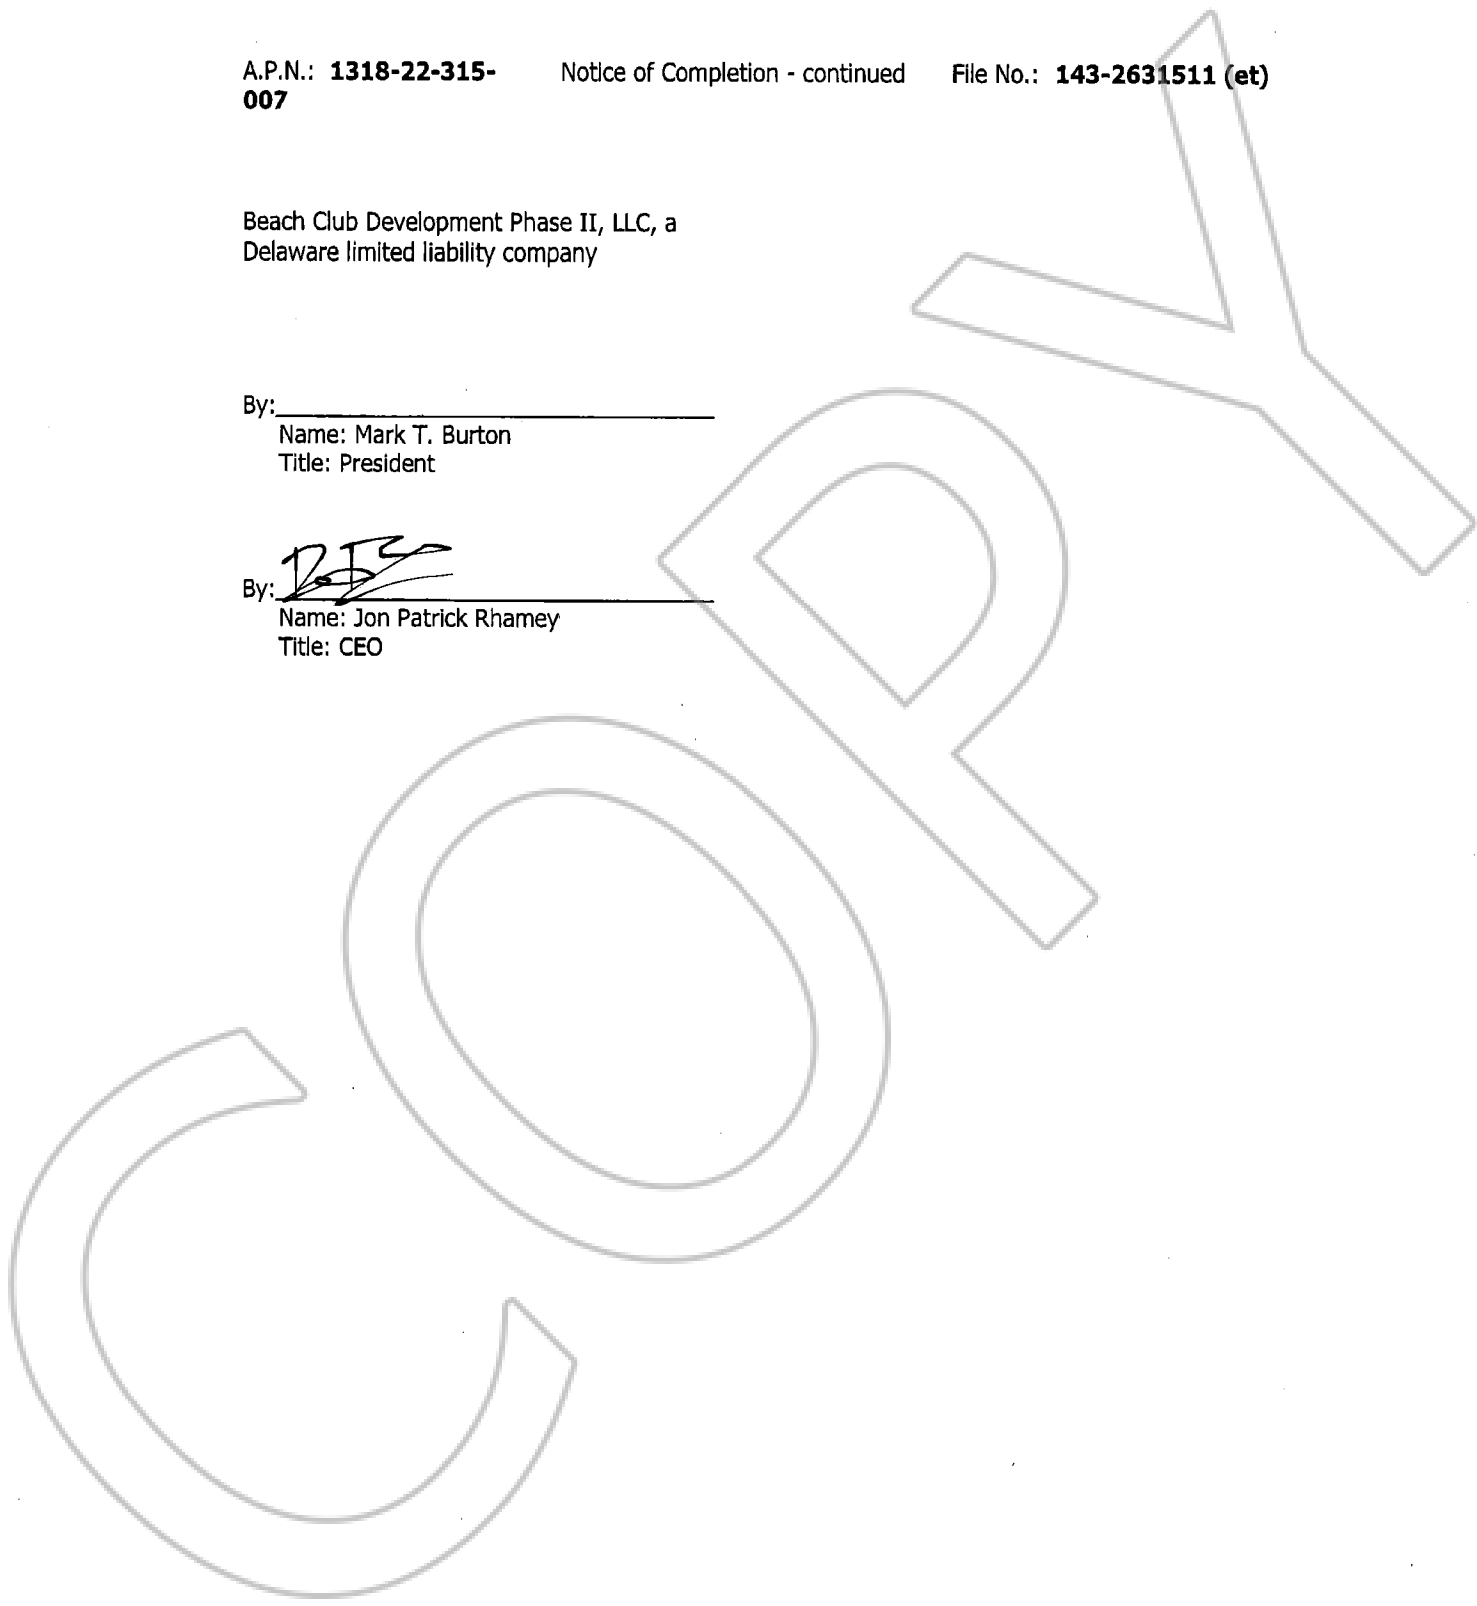 A.P.N.: 1318-22-315-007 Notice of Completion - continued File No.: 143-2631511 (et)
Beach Club Development Phase II, LLC, a
Delaware limited liability company
By:
Name: Mark T. Burton
Title: President
By:
Name: Jon Patrick Rhamey
Title: CEO
COPY